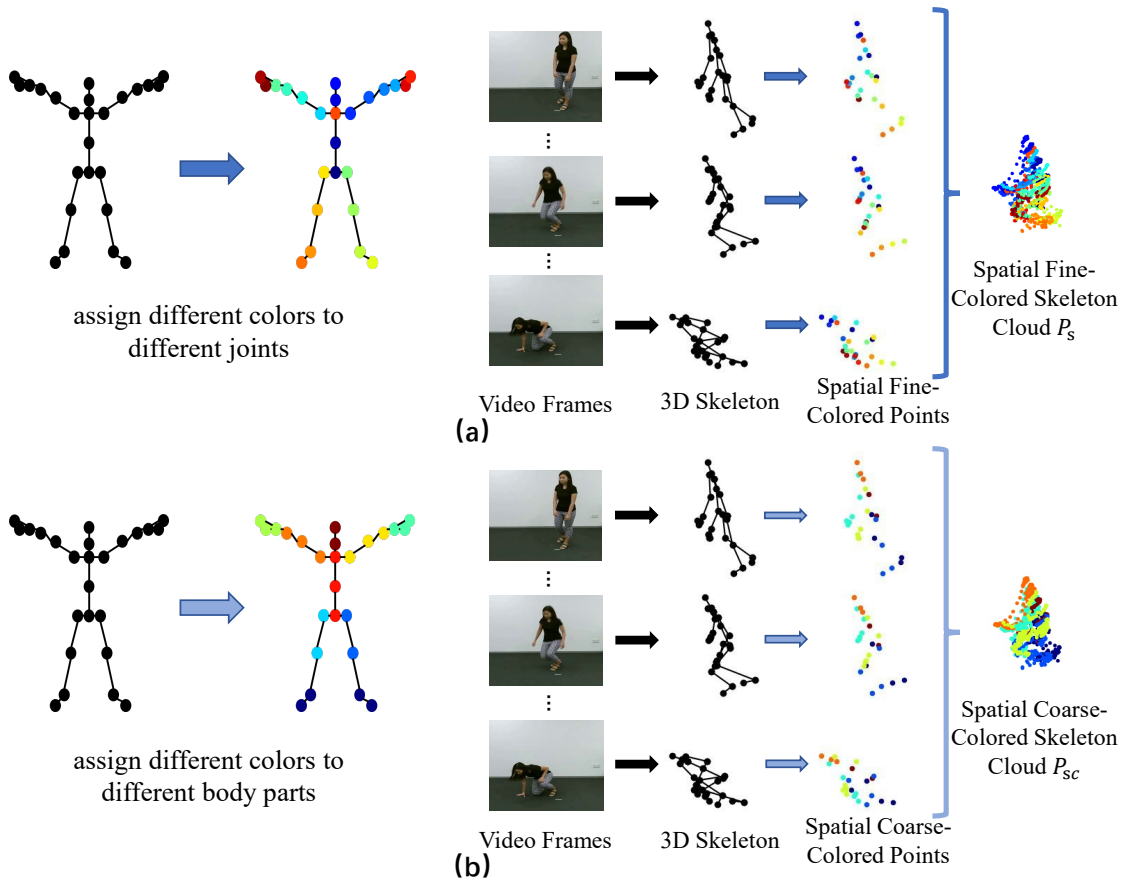 assign different colors to
different joints
Video Frames
3D Skeleton
Spatial Fine-
Colored Points
Spatial Fine-
Colored Skeleton
Cloud Pₛ
(a)
assign different colors to
different body parts
Video Frames
3D Skeleton
Spatial Coarse-
Colored Points
Spatial Coarse-
Colored Skeleton
Cloud P_sc
(b)